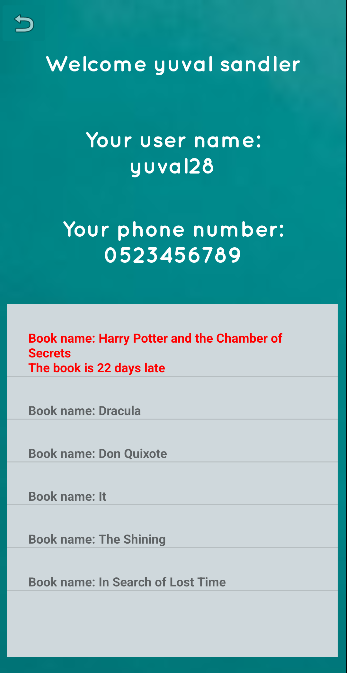 Welcome yuval sandler
Your user name:
yuval28
Your phone number:
0523456789
Book name: Harry Potter and the Chamber of
Secrets
The book is 22 days late
Book name: Dracula
Book name: Don Quixote
Book name: It
Book name: The Shining
Book name: In Search of Lost Time